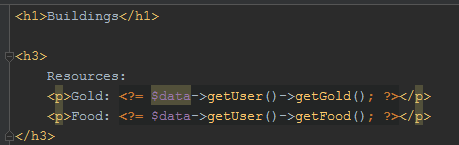 <h1>Buildings</h1>
<h3>
Resources:
<p>Gold: <?= $data->getUser()->getGold(); ?></p>
<p>Food: <?= $data->getUser()->getFood(); ?></p>
</h3>